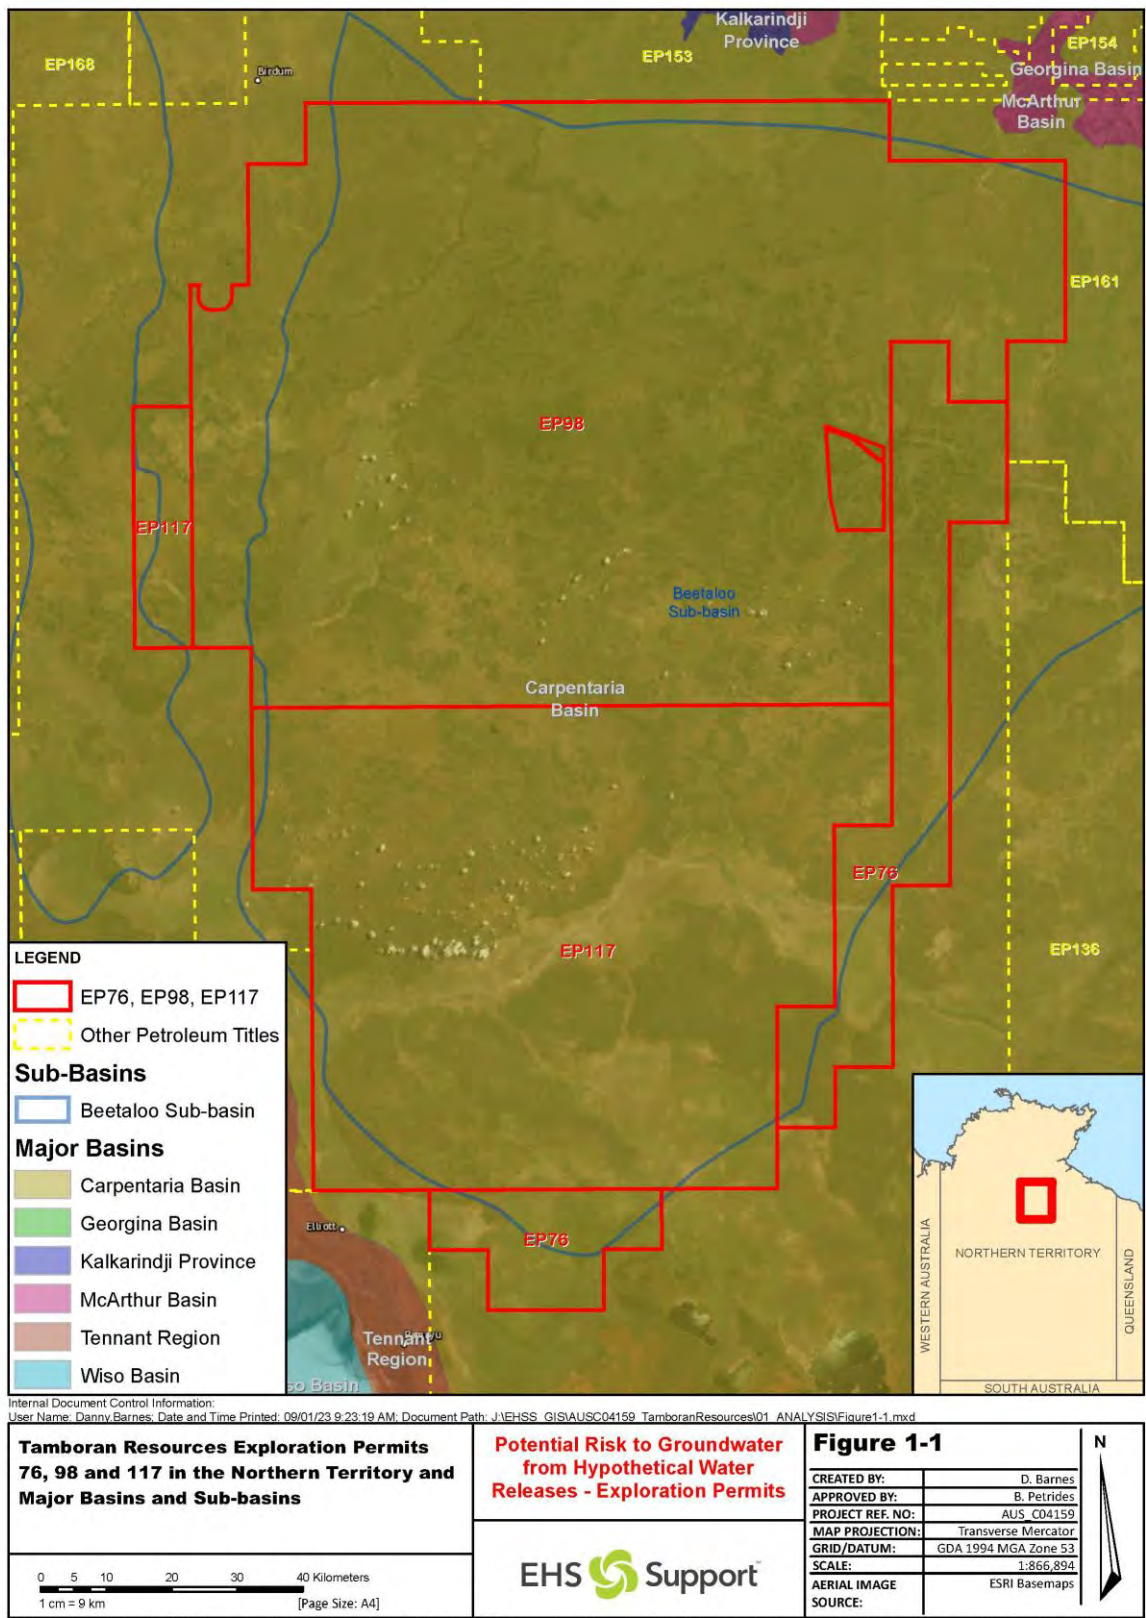 Kalkarindji
Province
EP168
Birdum
EP153
EP154
Georgina Basin
McArthur
Basin
EP161
EP98
EP117
Beetaloo
Sub-basin
Carpentaria
Basin
EP76
EP117
EP136
EP76
Elliott
Tennant
Region
so Basin
LEGEND
EP76, EP98, EP117
Other Petroleum Titles
Sub-Basins
Beetaloo Sub-basin
Major Basins
Carpentaria Basin
Georgina Basin
Kalkarindji Province
McArthur Basin
Tennant Region
Wiso Basin
WESTERN AUSTRALIA
NORTHERN TERRITORY
QUEENSLAND
SOUTH AUSTRALIA
Internal Document Control Information:
User Name: Danny.Barnes; Date and Time Printed: 09/01/23 9:23:19 AM; Document Path: J:\EHSS_GIS\AUSC04159_TamboranResources\01_ANALYSIS\Figure1-1.mxd
Tamboran Resources Exploration Permits
76, 98 and 117 in the Northern Territory and
Major Basins and Sub-basins
0 5 10 20 30 40 Kilometers
1 cm = 9 km
[Page Size: A4]
Potential Risk to Groundwater
from Hypothetical Water
Releases - Exploration Permits
EHS Support™
Figure 1-1
CREATED BY: D. Barnes
APPROVED BY: B. Petrides
PROJECT REF. NO: AUS_C04159
MAP PROJECTION: Transverse Mercator
GRID/DATUM: GDA 1994 MGA Zone 53
SCALE: 1:866,894
AERIAL IMAGE
SOURCE:
ESRI Basemaps
N